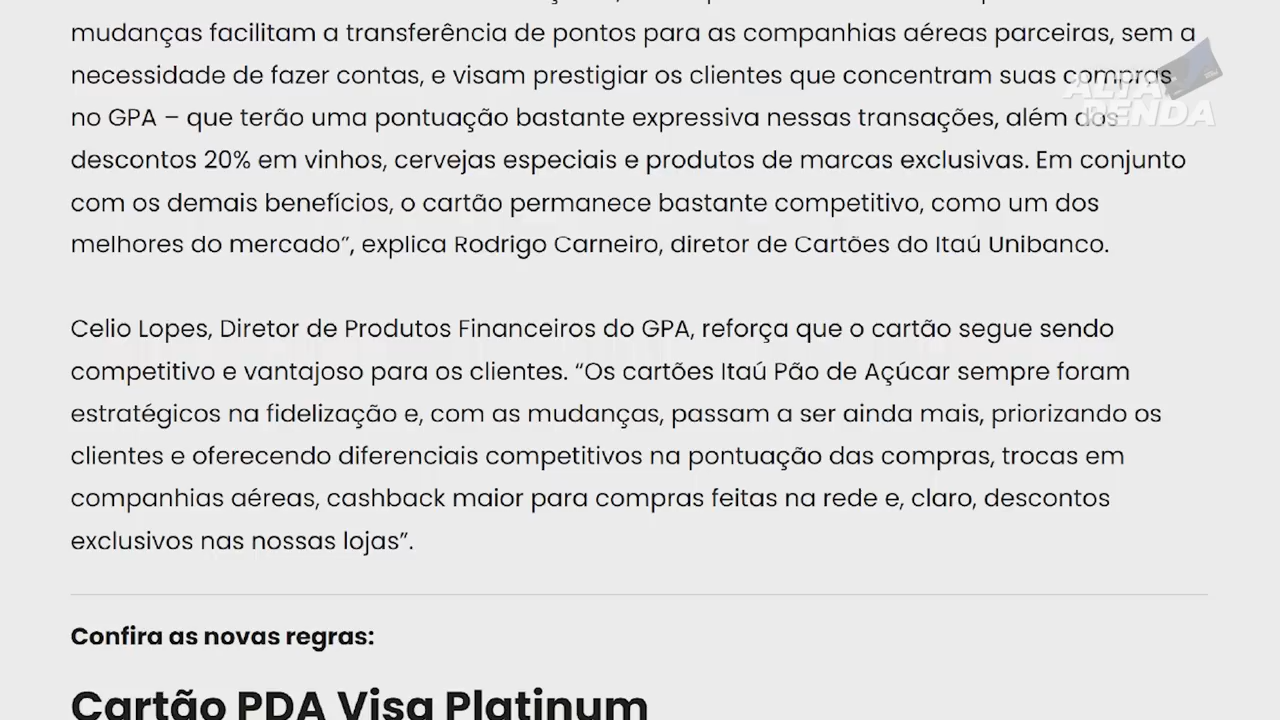 mudanças facilitam a transferência de pontos para as companhias aéreas parceiras, sem a
necessidade de fazer contas, e visam prestigiar os clientes que concentram suas compras
no GPA – que terão uma pontuação bastante expressiva nessas transações, além dos
descontos 20% em vinhos, cervejas especiais e produtos de marcas exclusivas. Em conjunto
com os demais benefícios, o cartão permanece bastante competitivo, como um dos
melhores do mercado”, explica Rodrigo Carneiro, diretor de Cartões do Itaú Unibanco.
Celio Lopes, Diretor de Produtos Financeiros do GPA, reforça que o cartão segue sendo
competitivo e vantajoso para os clientes. “Os cartões Itaú Pão de Açúcar sempre foram
estratégicos na fidelização e, com as mudanças, passam a ser ainda mais, priorizando os
clientes e oferecendo diferenciais competitivos na pontuação das compras, trocas em
companhias aéreas, cashback maior para compras feitas na rede e, claro, descontos
exclusivos nas nossas lojas”.
Confira as novas regras:
Cartão PDA Visa Platinum
ALTA
RENDA